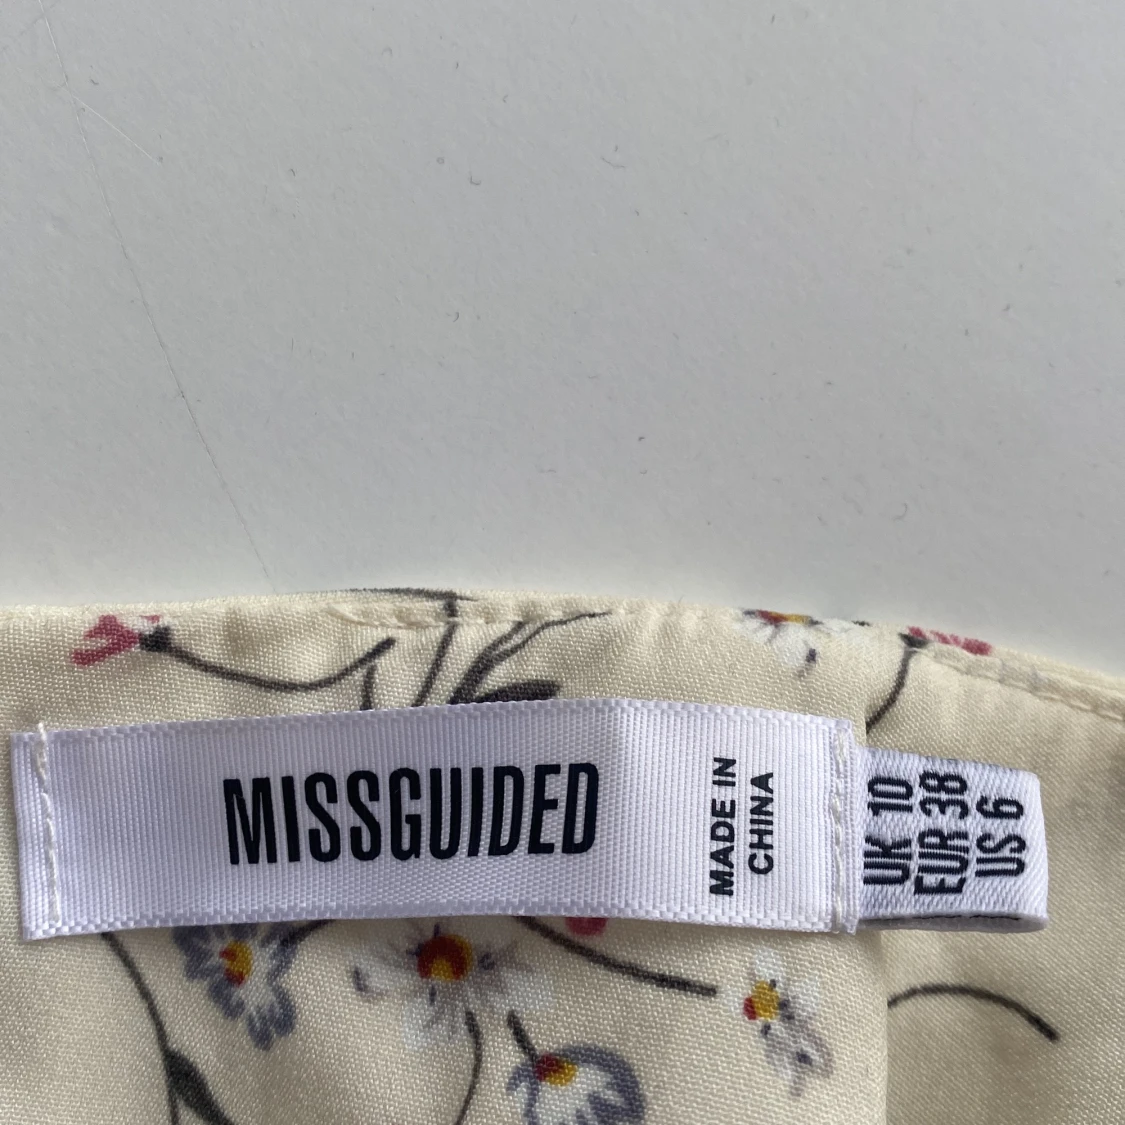 MISSGUIDED
MADE IN
CHINA
UK 10
EUR 38
US 6